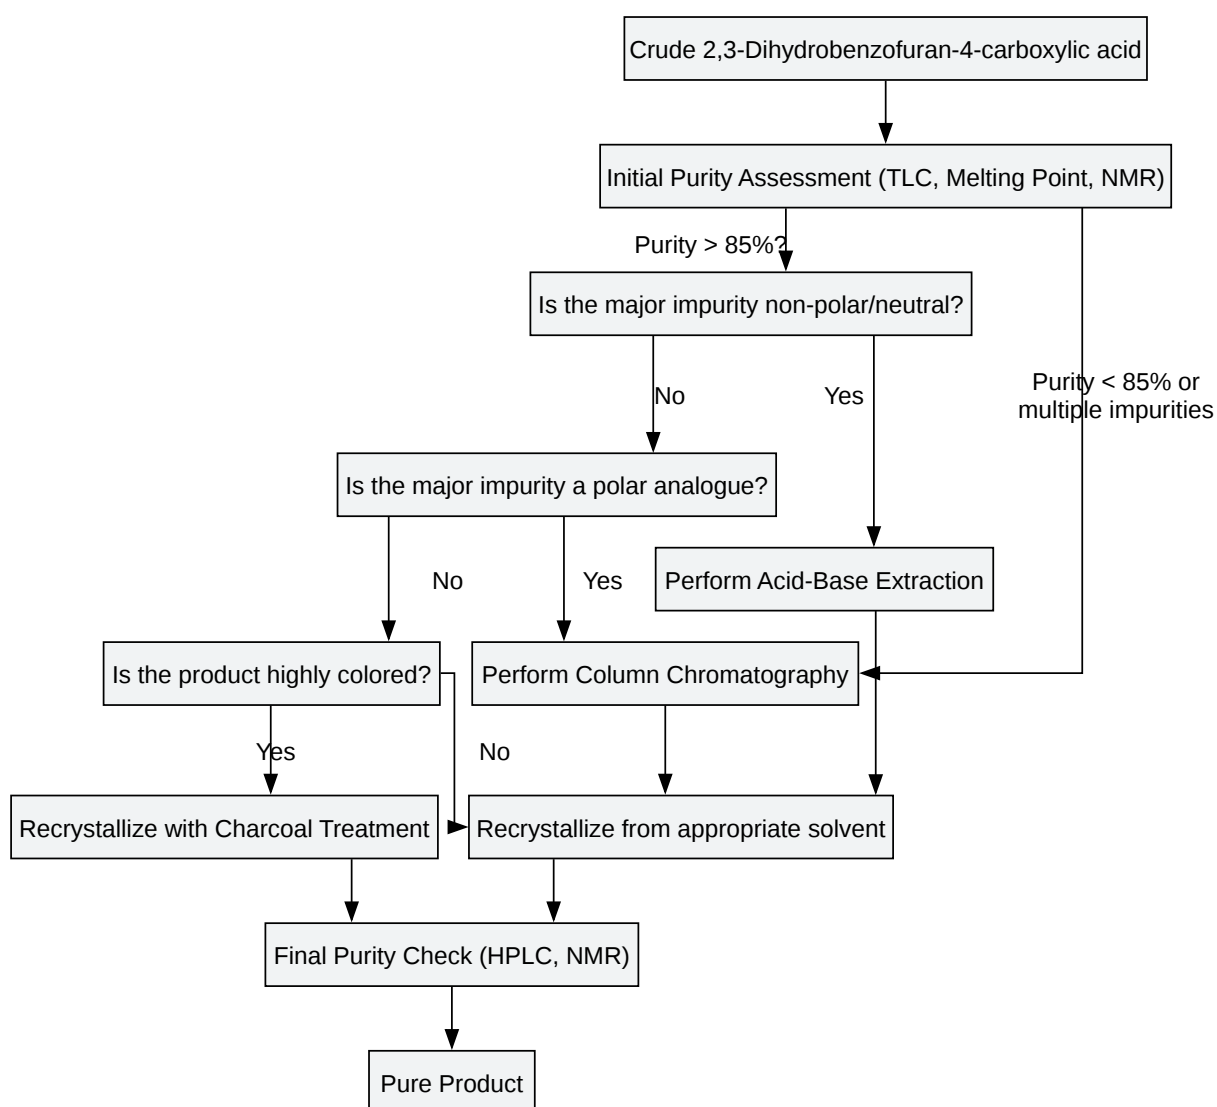 Crude 2,3-Dihydrobenzofuran-4-carboxylic acid
Initial Purity Assessment (TLC, Melting Point, NMR)
Purity > 85%?
Is the major impurity non-polar/neutral?
Purity < 85% or
multiple impurities
No
Yes
Is the major impurity a polar analogue?
No
Yes
Perform Acid-Base Extraction
Is the product highly colored?
Perform Column Chromatography
Yes
No
Recrystallize with Charcoal Treatment
Recrystallize from appropriate solvent
Final Purity Check (HPLC, NMR)
Pure Product